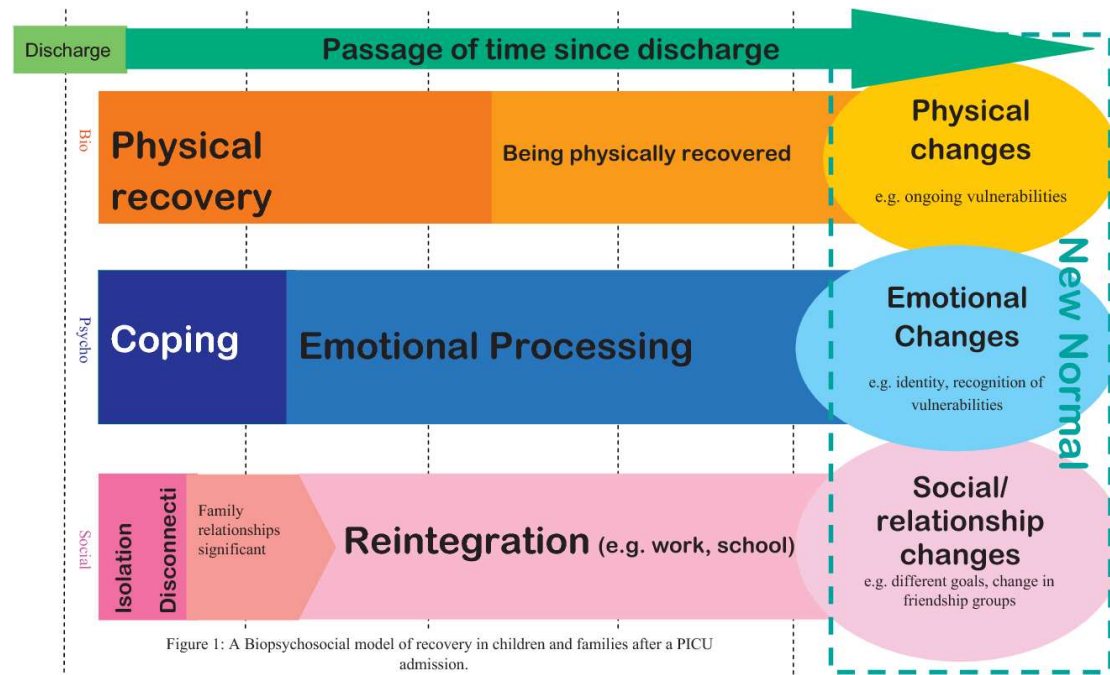 Discharge
Passage of time since discharge
Bio
Physical
recovery
Being physically recovered
Physical
changes
e.g. ongoing vulnerabilities
Psycho
Coping
Emotional Processing
Emotional
Changes
e.g. identity, recognition of
vulnerabilities
New Normal
Social
Isolation
Disconnecti
Family
relationships
significant
Reintegration (e.g. work, school)
Social/
relationship
changes
e.g. different goals, change in
friendship groups
Figure 1: A Biopsychosocial model of recovery in children and families after a PICU
admission.